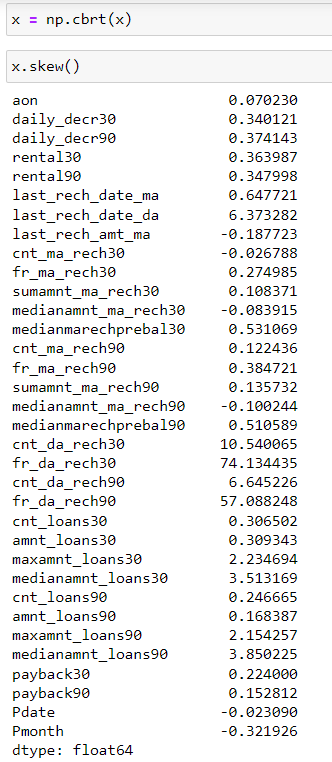 x = np.cbrt(x)
x.skew()
aon 0.070230
daily_decr30 0.340121
daily_decr90 0.374143
rental30 0.363987
rental90 0.347998
last_rech_date_ma 0.647721
last_rech_date_da 6.373282
last_rech_amt_ma -0.187723
cnt_ma_rech30 -0.026788
fr_ma_rech30 0.274985
sumamnt_ma_rech30 0.108371
medianamnt_ma_rech30 -0.083915
medianmarechprebal30 0.531069
cnt_ma_rech90 0.122436
fr_ma_rech90 0.384721
sumamnt_ma_rech90 0.135732
medianamnt_ma_rech90 -0.100244
medianmarechprebal90 0.510589
cnt_da_rech30 10.540065
fr_da_rech30 74.134435
cnt_da_rech90 6.645226
fr_da_rech90 57.088248
cnt_loans30 0.306502
amnt_loans30 0.309343
maxamnt_loans30 2.234694
medianamnt_loans30 3.513169
cnt_loans90 0.246665
amnt_loans90 0.168387
maxamnt_loans90 2.154257
medianamnt_loans90 3.850225
payback30 0.224000
payback90 0.152812
Pdate -0.023090
Pmonth -0.321926
dtype: float64